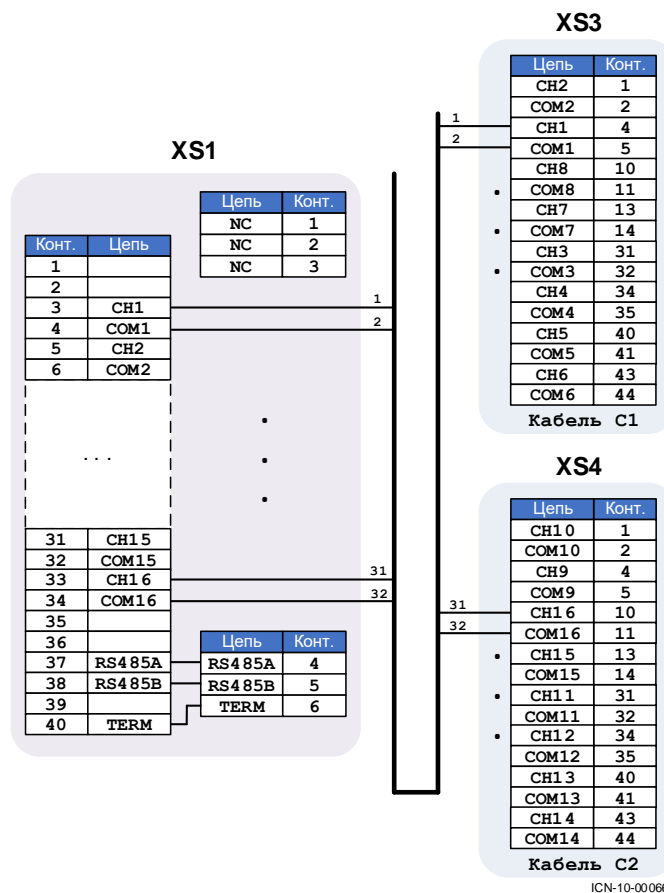 XS3
Цепь Конт.
CH2 1
COM2 2
CH1 4
COM1 5
CH8 10
COM8 11
CH7 13
COM7 14
CH3 31
COM3 32
CH4 34
COM4 35
CH5 40
COM5 41
CH6 43
COM6 44
Кабель C1
1
2
XS1
Цепь Конт.
NC 1
NC 2
NC 3
Конт. Цепь
1
2
3 CH1
4 COM1
5 CH2
6 COM2
...
31 CH15
32 COM15
33 CH16
34 COM16
35
36
37 RS485A
38 RS485B
39
40 TERM
1
2
31
32
Цепь Конт.
RS485A 4
RS485B 5
TERM 6
XS4
31
32
Цепь Конт.
CH10 1
COM10 2
CH9 4
COM9 5
CH16 10
COM16 11
CH15 13
COM15 14
CH11 31
COM11 32
CH12 34
COM12 35
CH13 40
COM13 41
CH14 43
COM14 44
Кабель C2